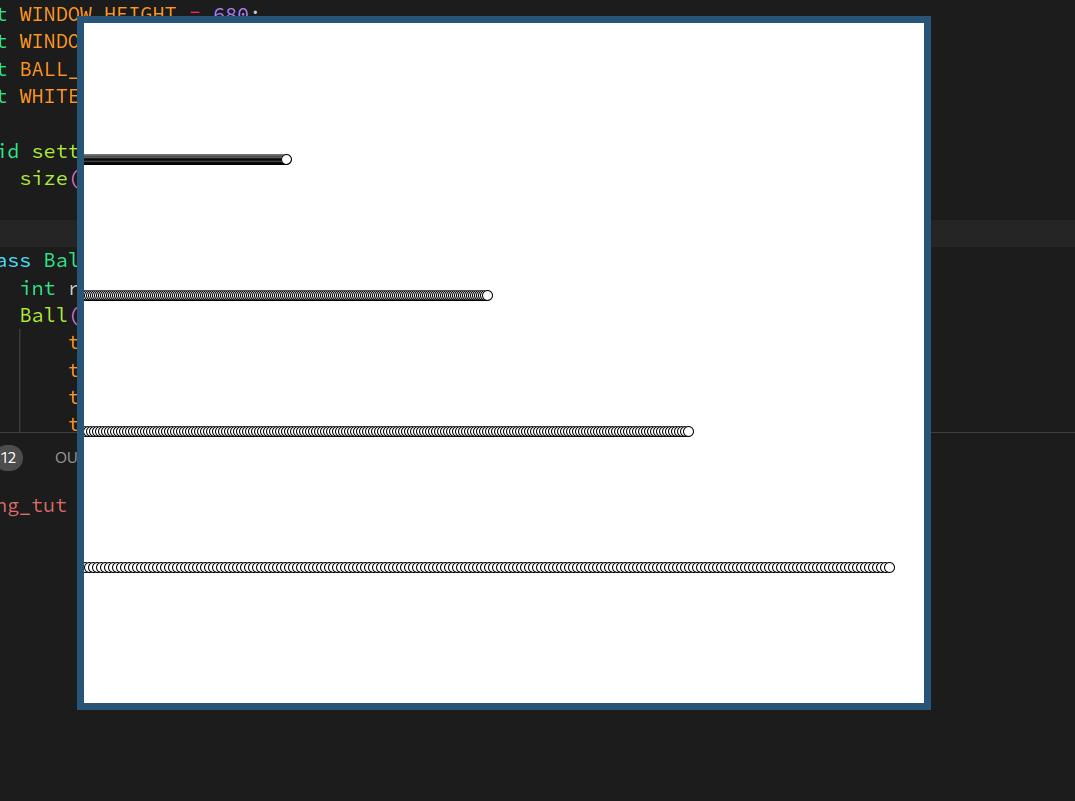 t WINDOW_HEIGHT = 680;
t WINDO
t BALL_
t WHITE
id sett
size(
ass Bal
int r
Ball(
t
t
t
t
12 OU
ng_tut